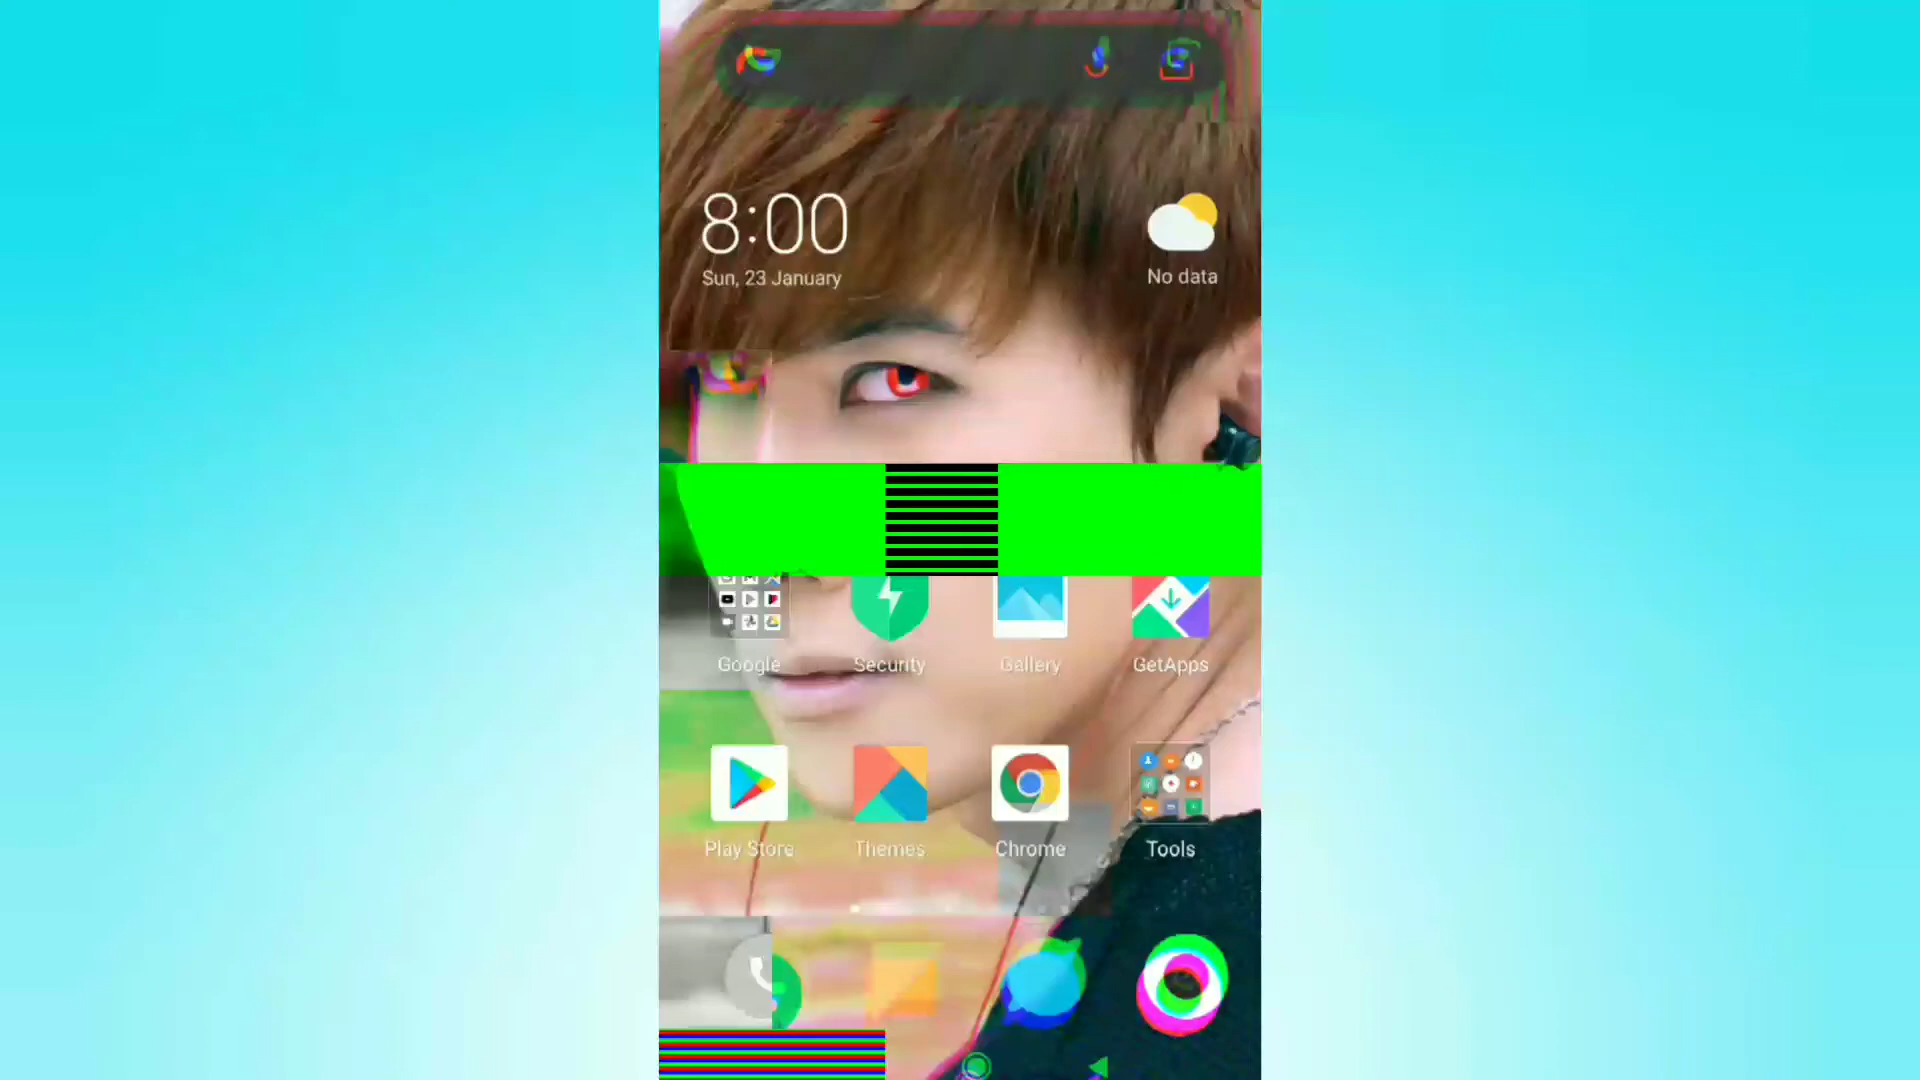 8:00
Sun, 23 January
No data
Google
Security
Gallery
GetApps
Play Store
Themes
Chrome
Tools